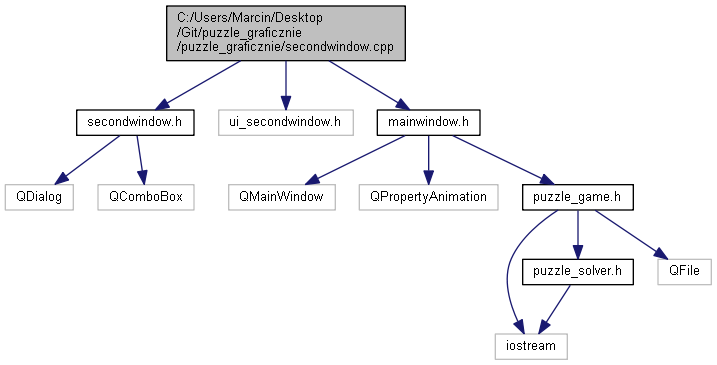 C:/Users/Marcin/Desktop
/Git/puzzle_graficznie
/puzzle_graficznie/secondwindow.cpp
secondwindow.h
ui_secondwindow.h
mainwindow.h
QDialog
QComboBox
QMainWindow
QPropertyAnimation
puzzle_game.h
puzzle_solver.h
QFile
iostream